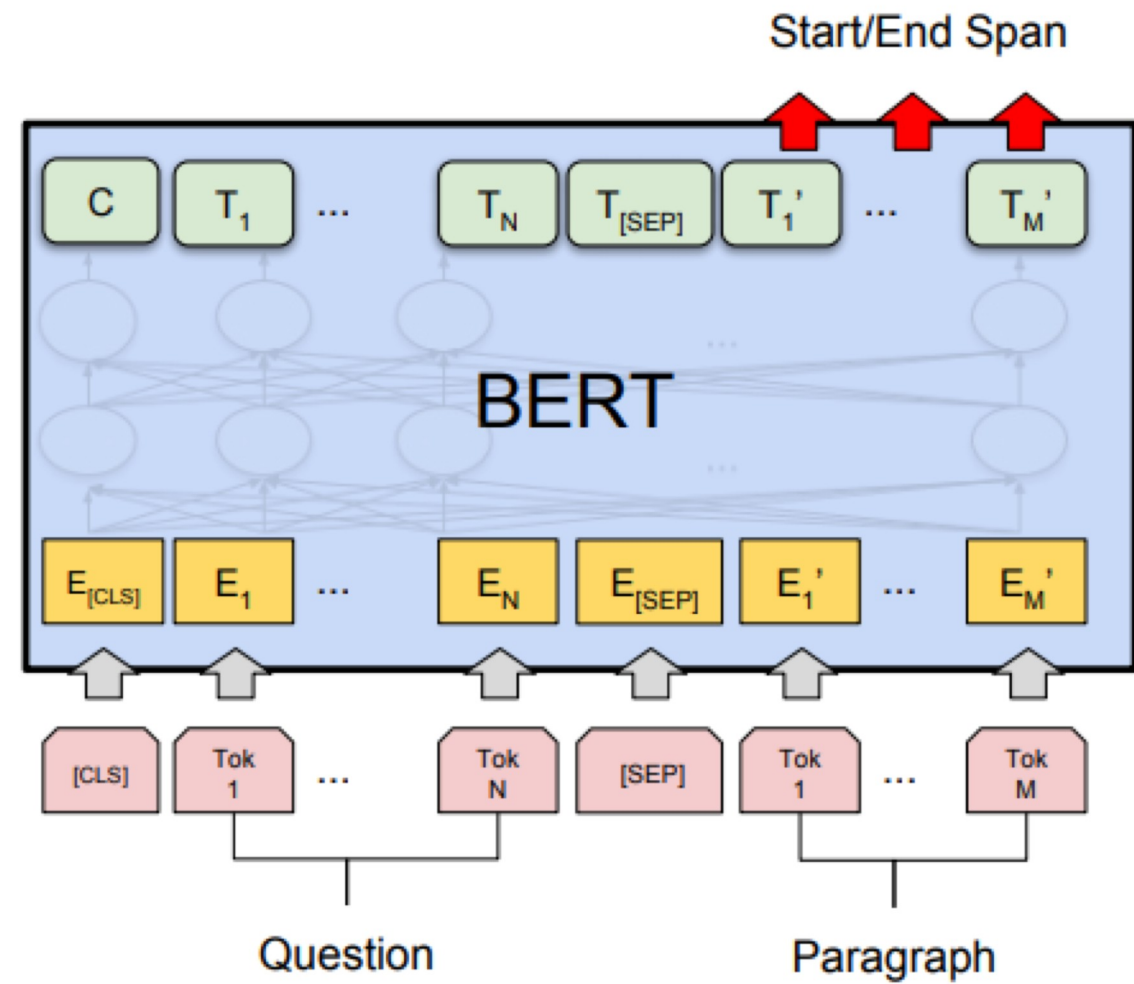 Start/End Span
C T1 ... TN T[SEP] T1’ ... TM’
...
BERT
...
E[CLS] E1 ... EN E[SEP] E1’ ... EM’
[CLS] Tok 1 ... Tok N [SEP] Tok 1 ... Tok M
Question Paragraph